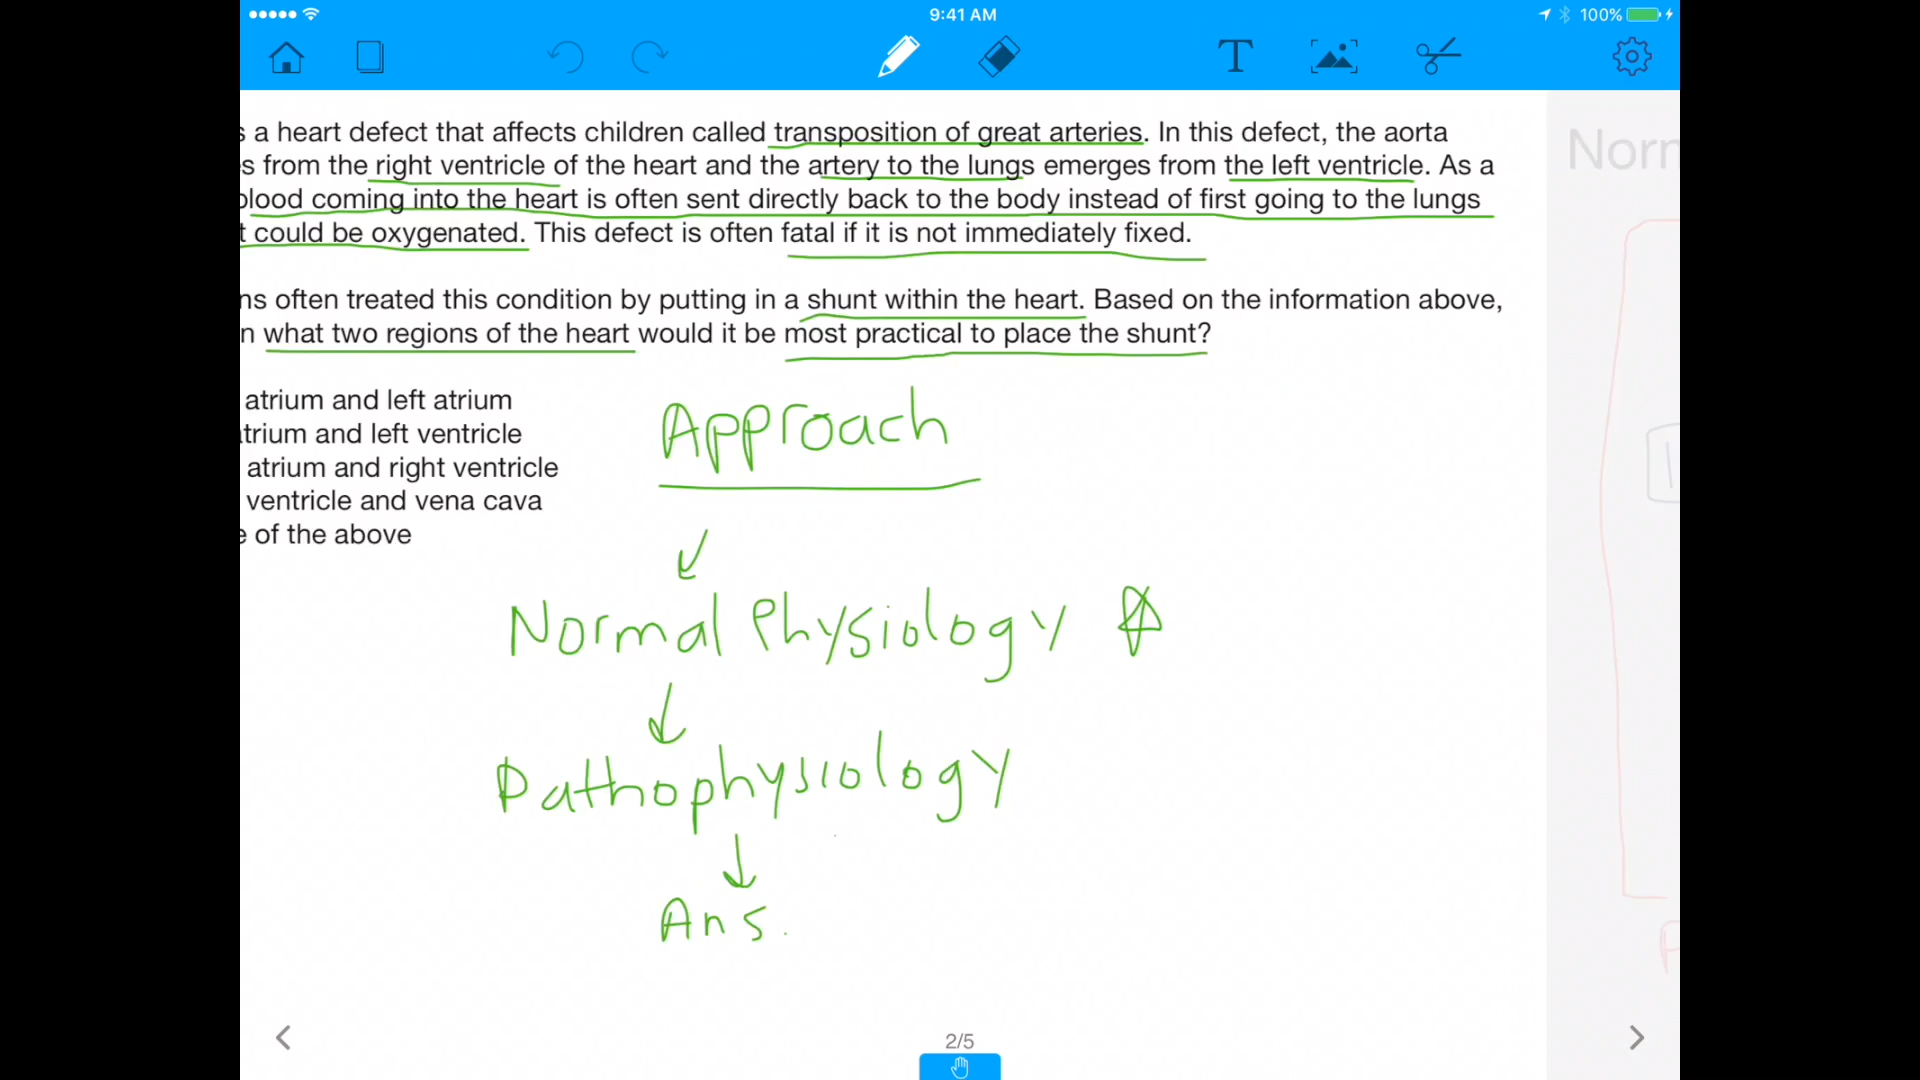 9:41 AM
100%
T
s a heart defect that affects children called transposition of great arteries. In this defect, the aorta
s from the right ventricle of the heart and the artery to the lungs emerges from the left ventricle. As a
blood coming into the heart is often sent directly back to the body instead of first going to the lungs
t could be oxygenated. This defect is often fatal if it is not immediately fixed.
ns often treated this condition by putting in a shunt within the heart. Based on the information above,
n what two regions of the heart would it be most practical to place the shunt?
atrium and left atrium
atrium and left ventricle
atrium and right ventricle
ventricle and vena cava
e of the above
Approach
Normal Physiology
Pathophysiology
Ans.
Norm
2/5